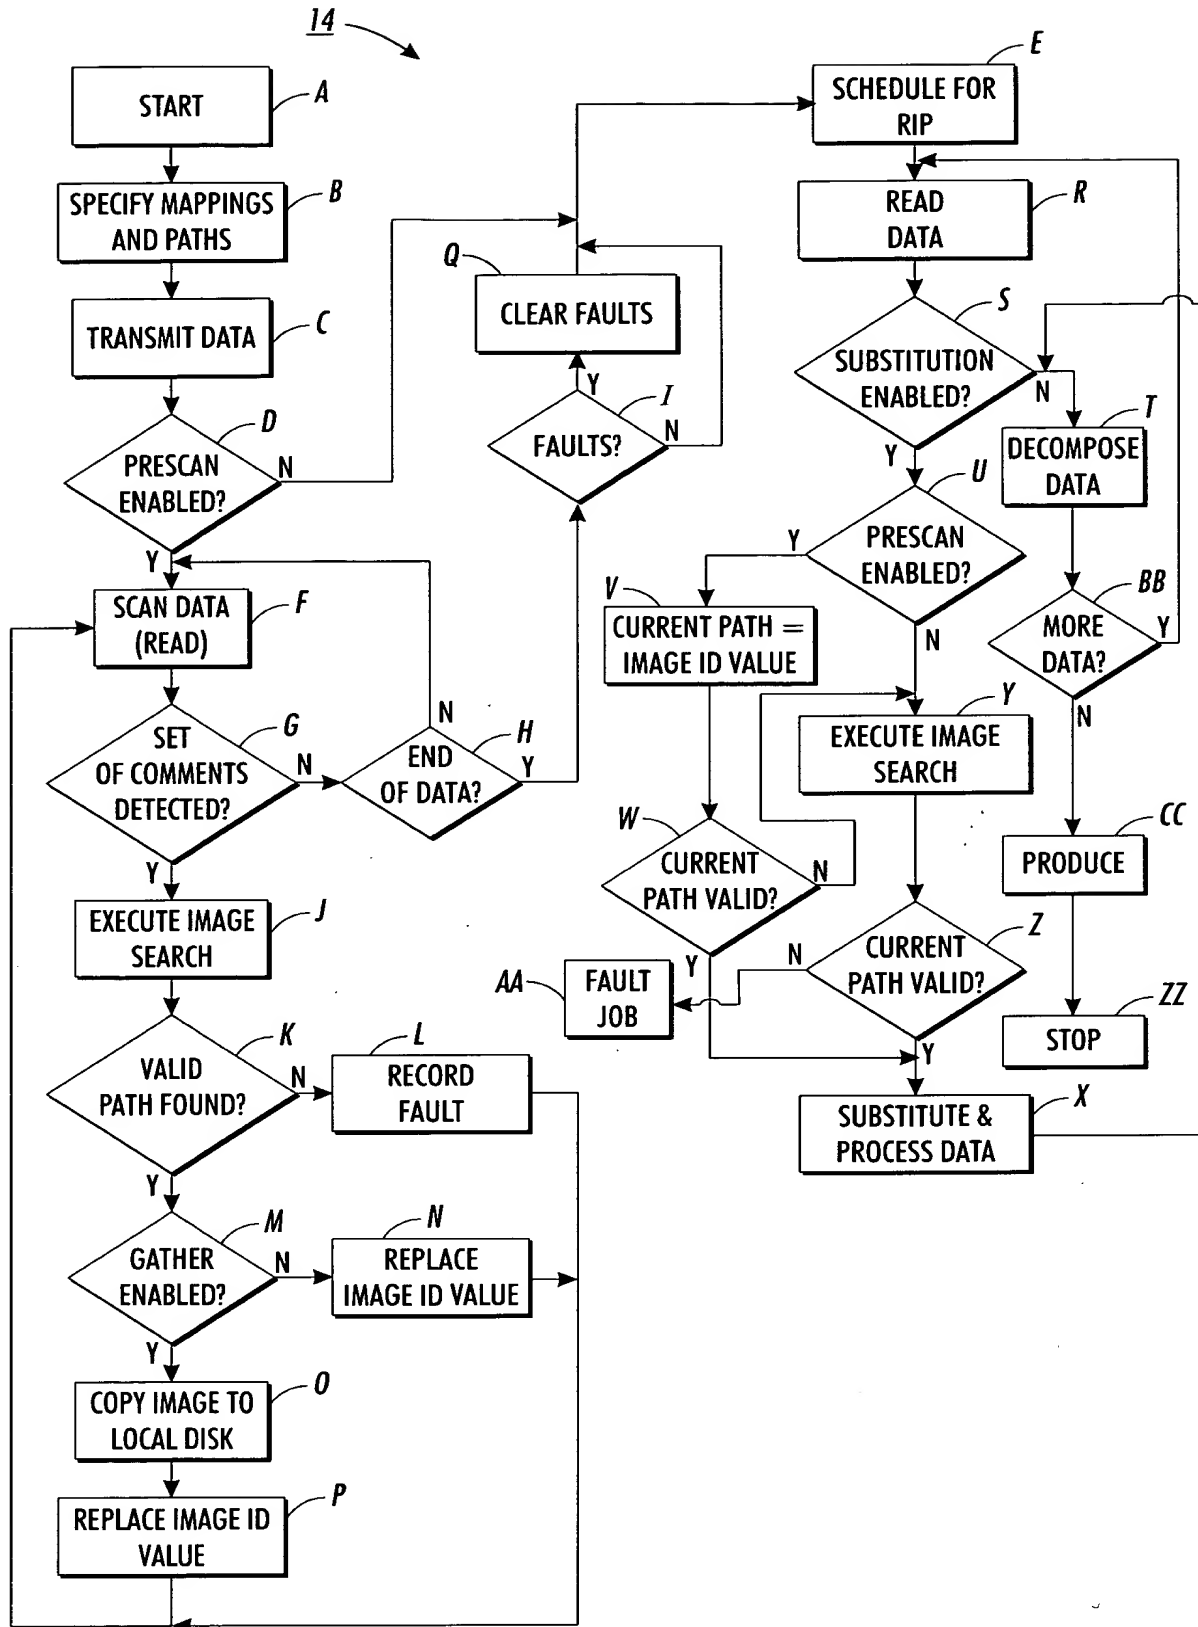 14
START
A
SPECIFY MAPPINGS
AND PATHS
B
TRANSMIT DATA
C
PRESCAN
ENABLED?
D
N
Y
SCAN DATA
(READ)
F
SET
OF COMMENTS
DETECTED?
G
N
Y
END
OF DATA?
H
N
Y
EXECUTE IMAGE
SEARCH
J
VALID
PATH FOUND?
K
N
Y
RECORD
FAULT
L
GATHER
ENABLED?
M
N
Y
REPLACE
IMAGE ID VALUE
N
COPY IMAGE TO
LOCAL DISK
O
REPLACE IMAGE ID
VALUE
P
Q
CLEAR FAULTS
Y
FAULTS?
I
N
SCHEDULE FOR
RIP
E
READ
DATA
R
SUBSTITUTION
ENABLED?
S
N
Y
DECOMPOSE
DATA
T
PRESCAN
ENABLED?
U
Y
N
V
CURRENT PATH =
IMAGE ID VALUE
MORE
DATA?
BB
Y
N
EXECUTE IMAGE
SEARCH
Y
W
CURRENT
PATH VALID?
N
Y
PRODUCE
CC
CURRENT
PATH VALID?
Z
N
Y
AA
FAULT
JOB
STOP
ZZ
SUBSTITUTE &
PROCESS DATA
X